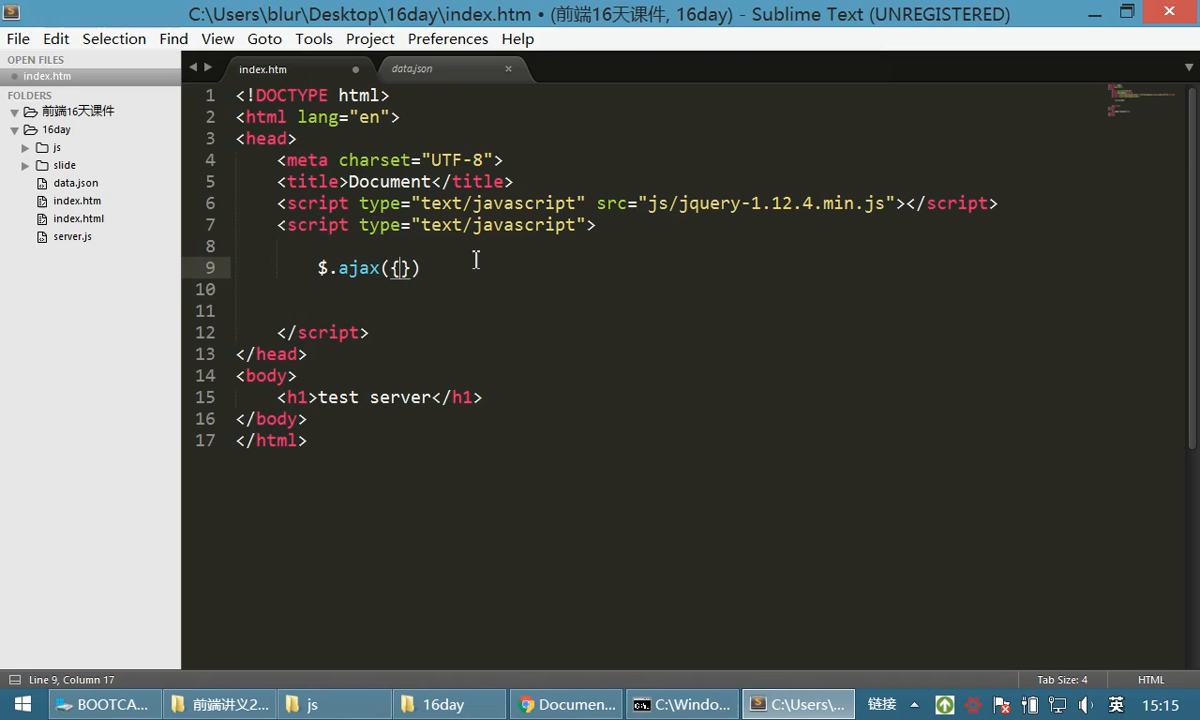 C:\Users\blur\Desktop\16day\index.htm • (前端16天课件, 16day) - Sublime Text (UNREGISTERED)
File Edit Selection Find View Goto Tools Project Preferences Help
OPEN FILES
index.htm
FOLDERS
前端16天课件
16day
js
slide
data.json
index.htm
index.html
server.js
index.htm
data.json
1 <!DOCTYPE html>
2 <html lang="en">
3 <head>
4 <meta charset="UTF-8">
5 <title>Document</title>
6 <script type="text/javascript" src="js/jquery-1.12.4.min.js"></script>
7 <script type="text/javascript">
8
9 $.ajax({})
10
11
12 </script>
13 </head>
14 <body>
15 <h1>test server</h1>
16 </body>
17 </html>
Line 9, Column 17
Tab Size: 4
HTML
BOOTCA...
前端讲义2...
js
16day
Documen...
C:\Windo...
C:\Users\...
链接
英
15:15